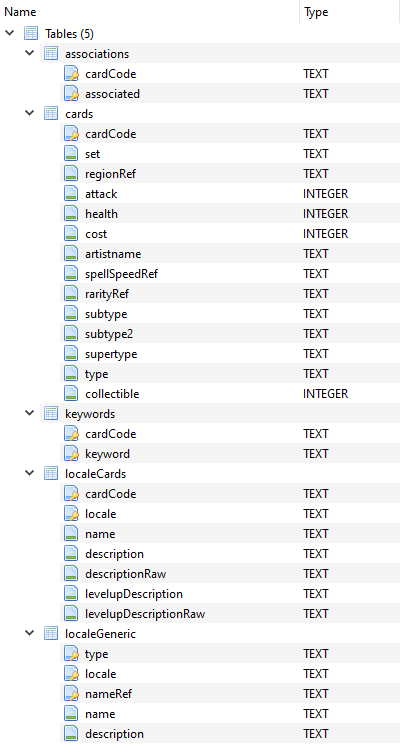 Name Type
Tables (5)
associations
cardCode TEXT
associated TEXT
cards
cardCode TEXT
set TEXT
regionRef TEXT
attack INTEGER
health INTEGER
cost INTEGER
artistname TEXT
spellSpeedRef TEXT
rarityRef TEXT
subtype TEXT
subtype2 TEXT
supertype TEXT
type TEXT
collectible INTEGER
keywords
cardCode TEXT
keyword TEXT
localeCards
cardCode TEXT
locale TEXT
name TEXT
description TEXT
descriptionRaw TEXT
levelupDescription TEXT
levelupDescriptionRaw TEXT
localeGeneric
type TEXT
locale TEXT
nameRef TEXT
name TEXT
description TEXT